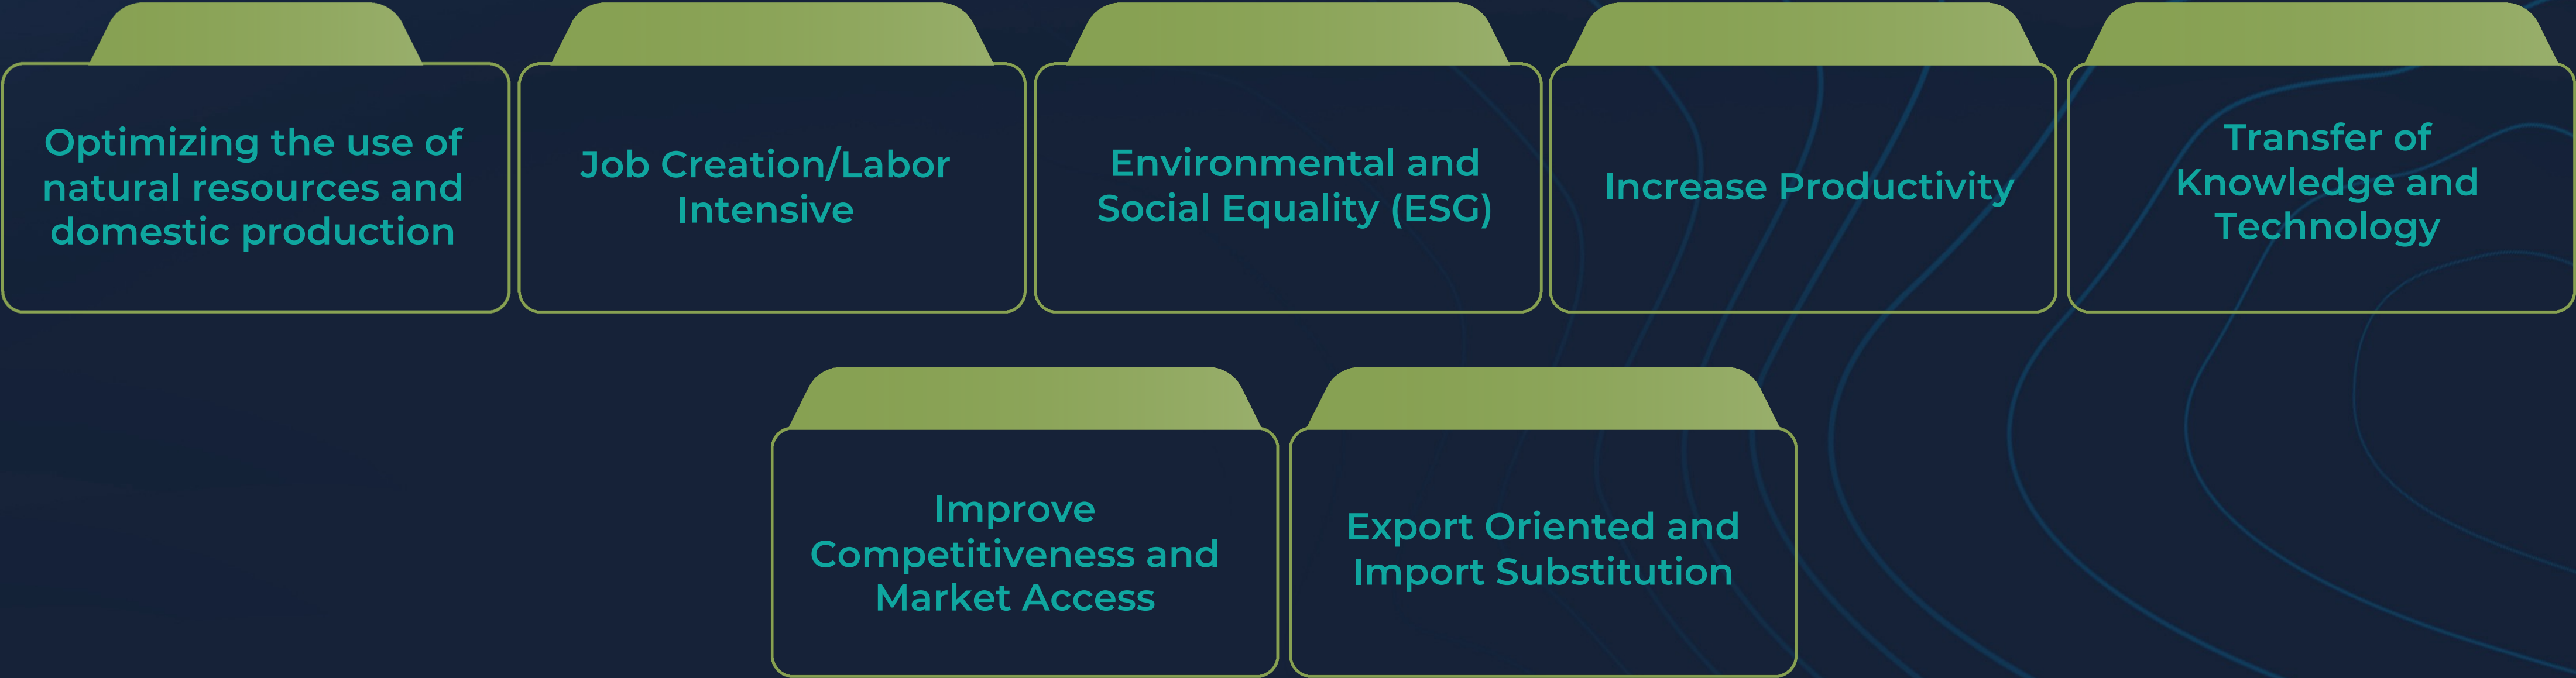 Optimizing the use of
natural resources and
domestic production
Job Creation/Labor
Intensive
Environmental and
Social Equality (ESG)
Increase Productivity
Transfer of
Knowledge and
Technology
Improve
Competitiveness and
Market Access
Export Oriented and
Import Substitution